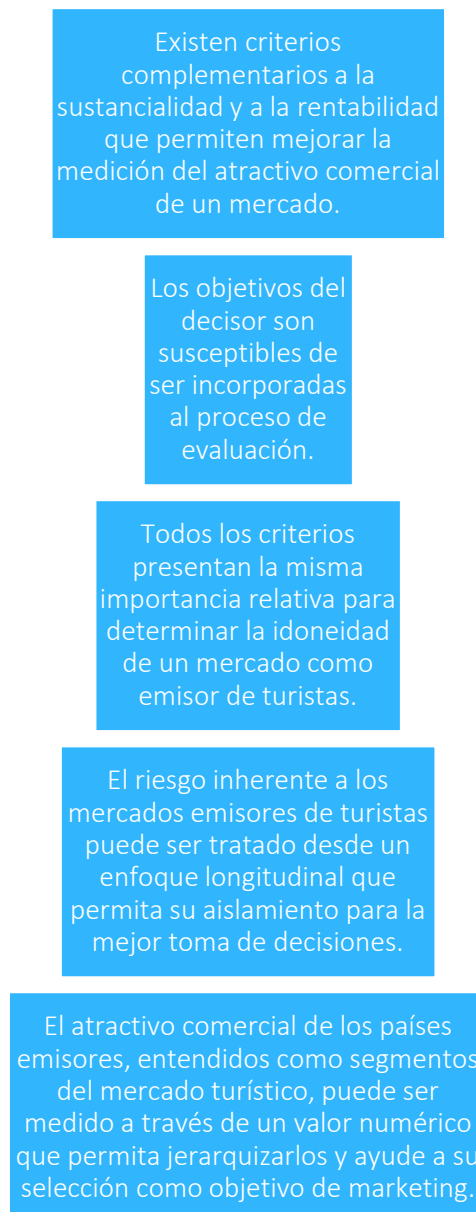 Existen criterios
complementarios a la
sustancialidad y a la rentabilidad
que permiten mejorar la
medición del atractivo comercial
de un mercado.
Los objetivos del
decisor son
susceptibles de
ser incorporadas
al proceso de
evaluación.
Todos los criterios
presentan la misma
importancia relativa para
determinar la idoneidad
de un mercado como
emisor de turistas.
El riesgo inherente a los
mercados emisores de turistas
puede ser tratado desde un
enfoque longitudinal que
permita su aislamiento para la
mejor toma de decisiones.
El atractivo comercial de los países
emisores, entendidos como segmentos
del mercado turístico, puede ser
medido a través de un valor numérico
que permita jerarquizarlos y ayude a su
selección como objetivo de marketing.